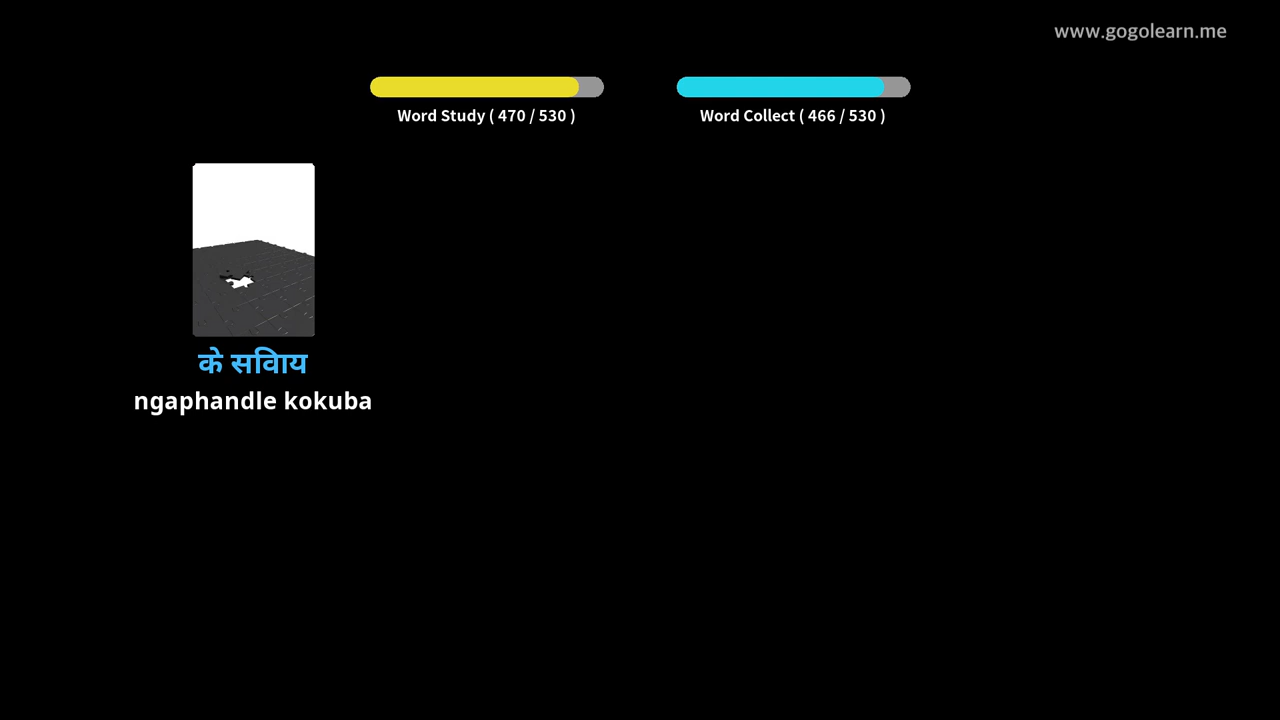 www.gogolearn.me
Word Study ( 470 / 530 )
Word Collect ( 466 / 530 )
के सिवाय
ngaphandle kokuba